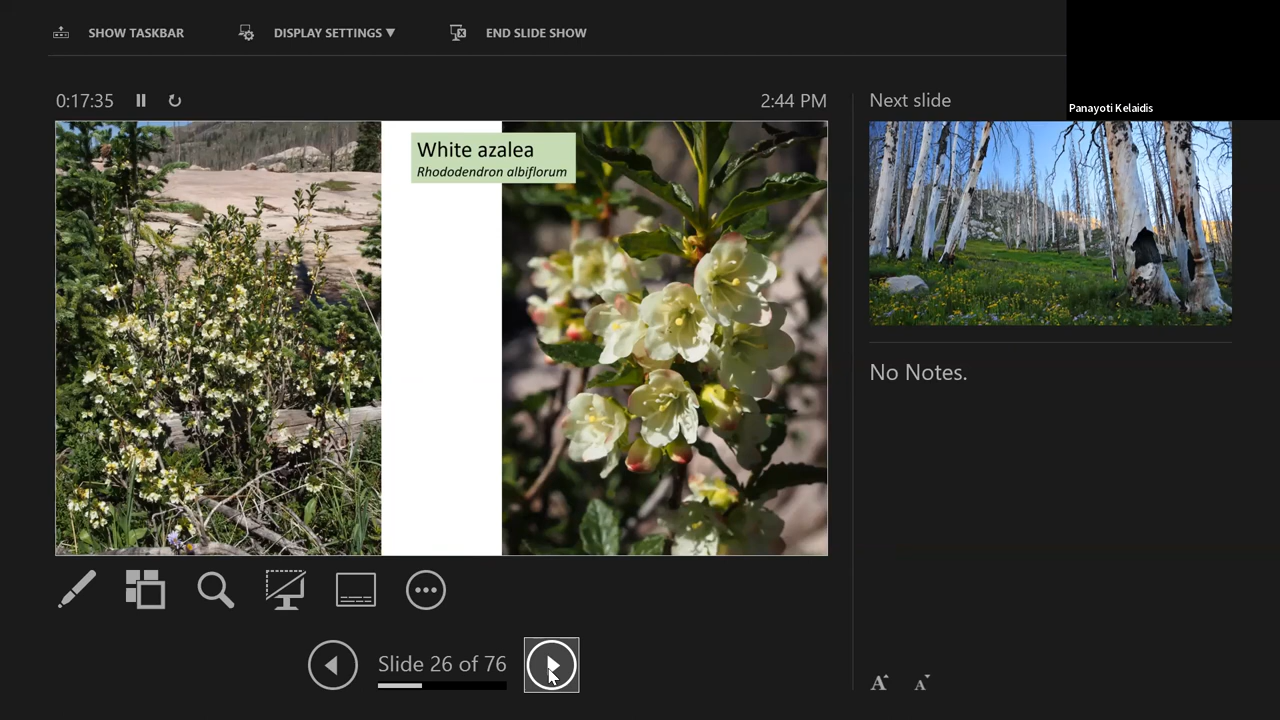 SHOW TASKBAR
DISPLAY SETTINGS ▼
END SLIDE SHOW
0:17:35
2:44 PM
Next slide
Panayoti Kelaidis
White azalea
Rhododendron albiflorum
No Notes.
Slide 26 of 76
A A